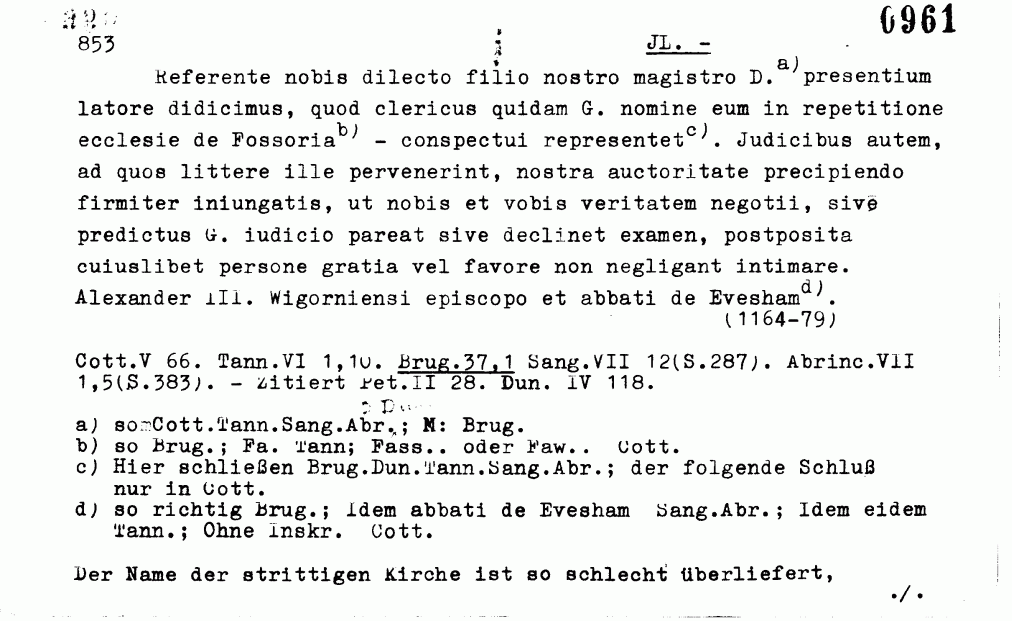 0961
853 JL. -
Referente nobis dilecto filio nostro magistro D.a) presentium
latore didicimus, quod clericus quidam G. nomine eum in repetitione
ecclesie de Fossoriab) - conspectui representetc). Judicibus autem,
ad quos littere ille pervenerint, nostra auctoritate precipiendo
firmiter iniungatis, ut nobis et vobis veritatem negotii, sive
predictus G. iudicio pareat sive declinet examen, postposita
cuiuslibet persone gratia vel favore non negligant intimare.
Alexander III. Wigorniensi episcopo et abbati de Eveshamd).
(1164-79)
Cott.V 66. Tann.VI 1,10. Brug.37,1 Sang.VII 12(S.287). Abrinc.VII
1,5(S.383). - Zitiert Pet.II 28. Dun. IV 118.
a) so Cott.Tann.Sang.Abr.; M: Brug.
b) so Brug.; Fa. Tann; Fass.. oder Faw.. Cott.
c) Hier schließen Brug.Dun.Tann.Sang.Abr.; der folgende Schluß
nur in Cott.
d) so richtig Brug.; Idem abbati de Evesham Sang.Abr.; Idem eidem
Tann.; Ohne Inskr. Cott.
Der Name der strittigen Kirche ist so schlecht überliefert,
./.